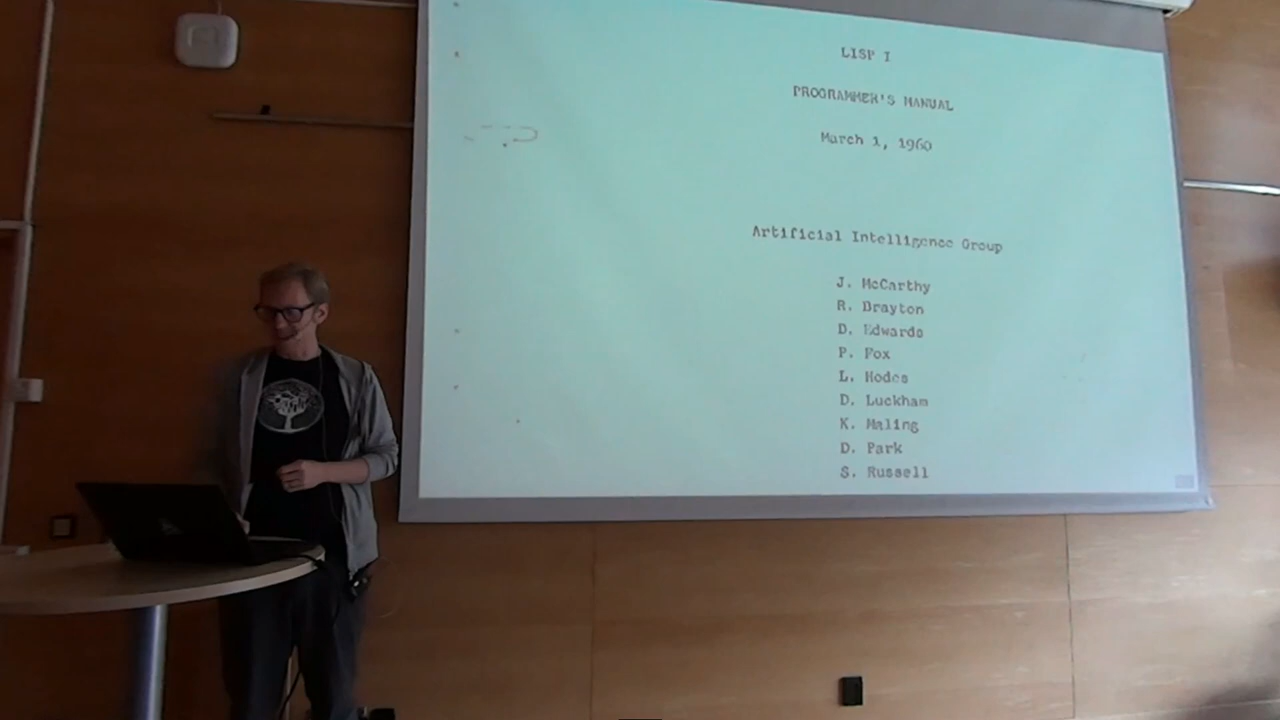 LISP I
PROGRAMMER'S MANUAL
March 1, 1960
Artificial Intelligence Group
J. McCarthy
R. Brayton
D. Edwards
P. Fox
L. Hodes
D. Luckham
K. Maling
D. Park
S. Russell